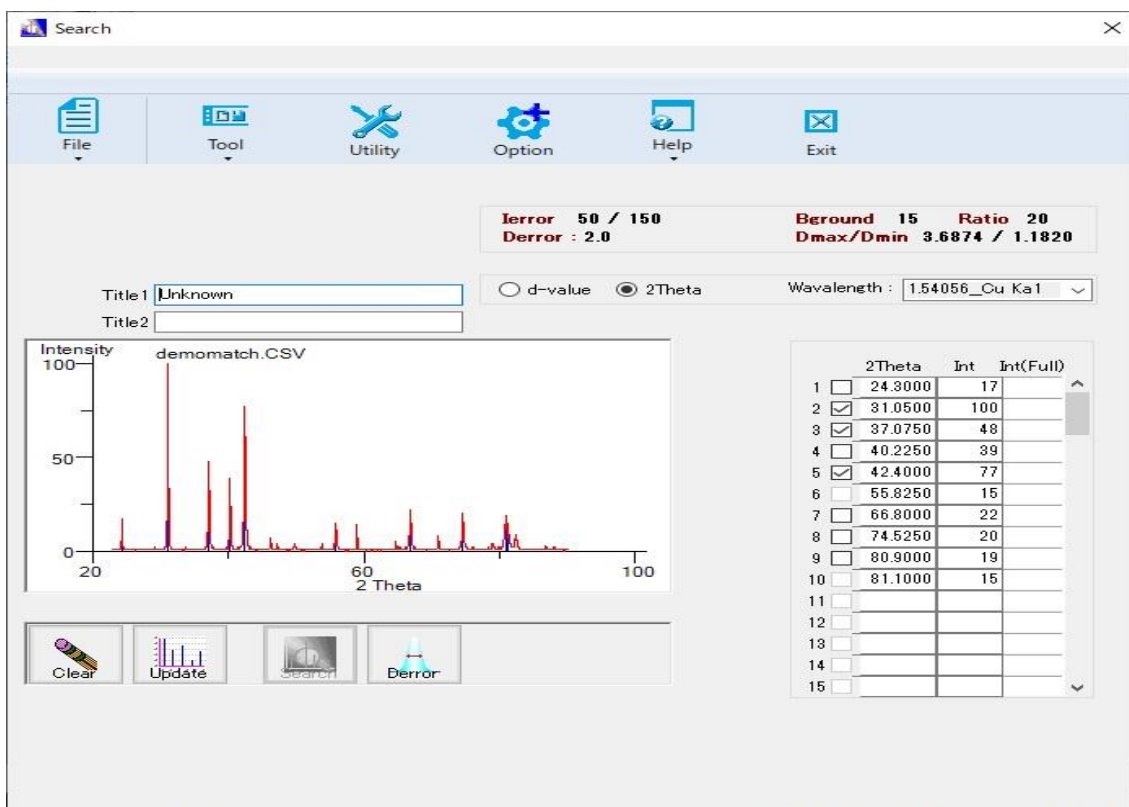 Search
File
Tool
Utility
Option
Help
Exit
Ierror 50 / 150
Bground 15 Ratio 20
Derror : 2.0
Dmax/Dmin 3.6874 / 1.1820
Title1 Unknown
d-value
2Theta
Wavalength : 1.54056_Cu Ka1
Title2
Intensity
demomatch.CSV
100
50
0
20
60
100
2 Theta
2Theta Int Int(Full)
1 24.3000 17
2 31.0500 100
3 37.0750 48
4 40.2250 39
5 42.4000 77
6 55.8250 15
7 66.8000 22
8 74.5250 20
9 80.9000 19
10 81.1000 15
11
12
13
14
15
Clear
Update
Search
Derror